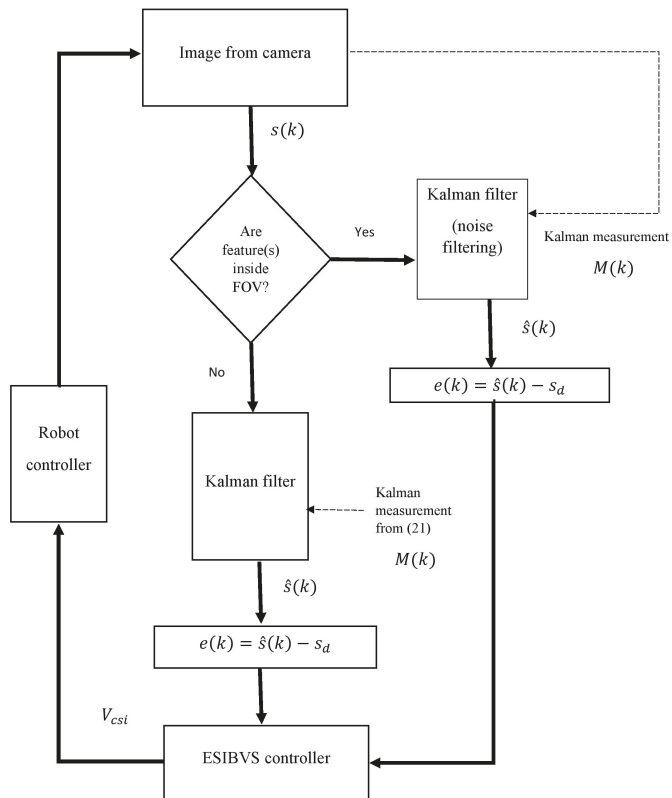 Image from camera
s(k)
Are
feature(s)
inside
FOV?
Yes
Kalman filter
(noise
filtering)
Kalman measurement
M(k)
ŝ(k)
e(k) = ŝ(k) − s_d
No
Robot
controller
Kalman filter
Kalman
measurement
from (21)
M(k)
ŝ(k)
e(k) = ŝ(k) − s_d
V_csi
ESIBVS controller